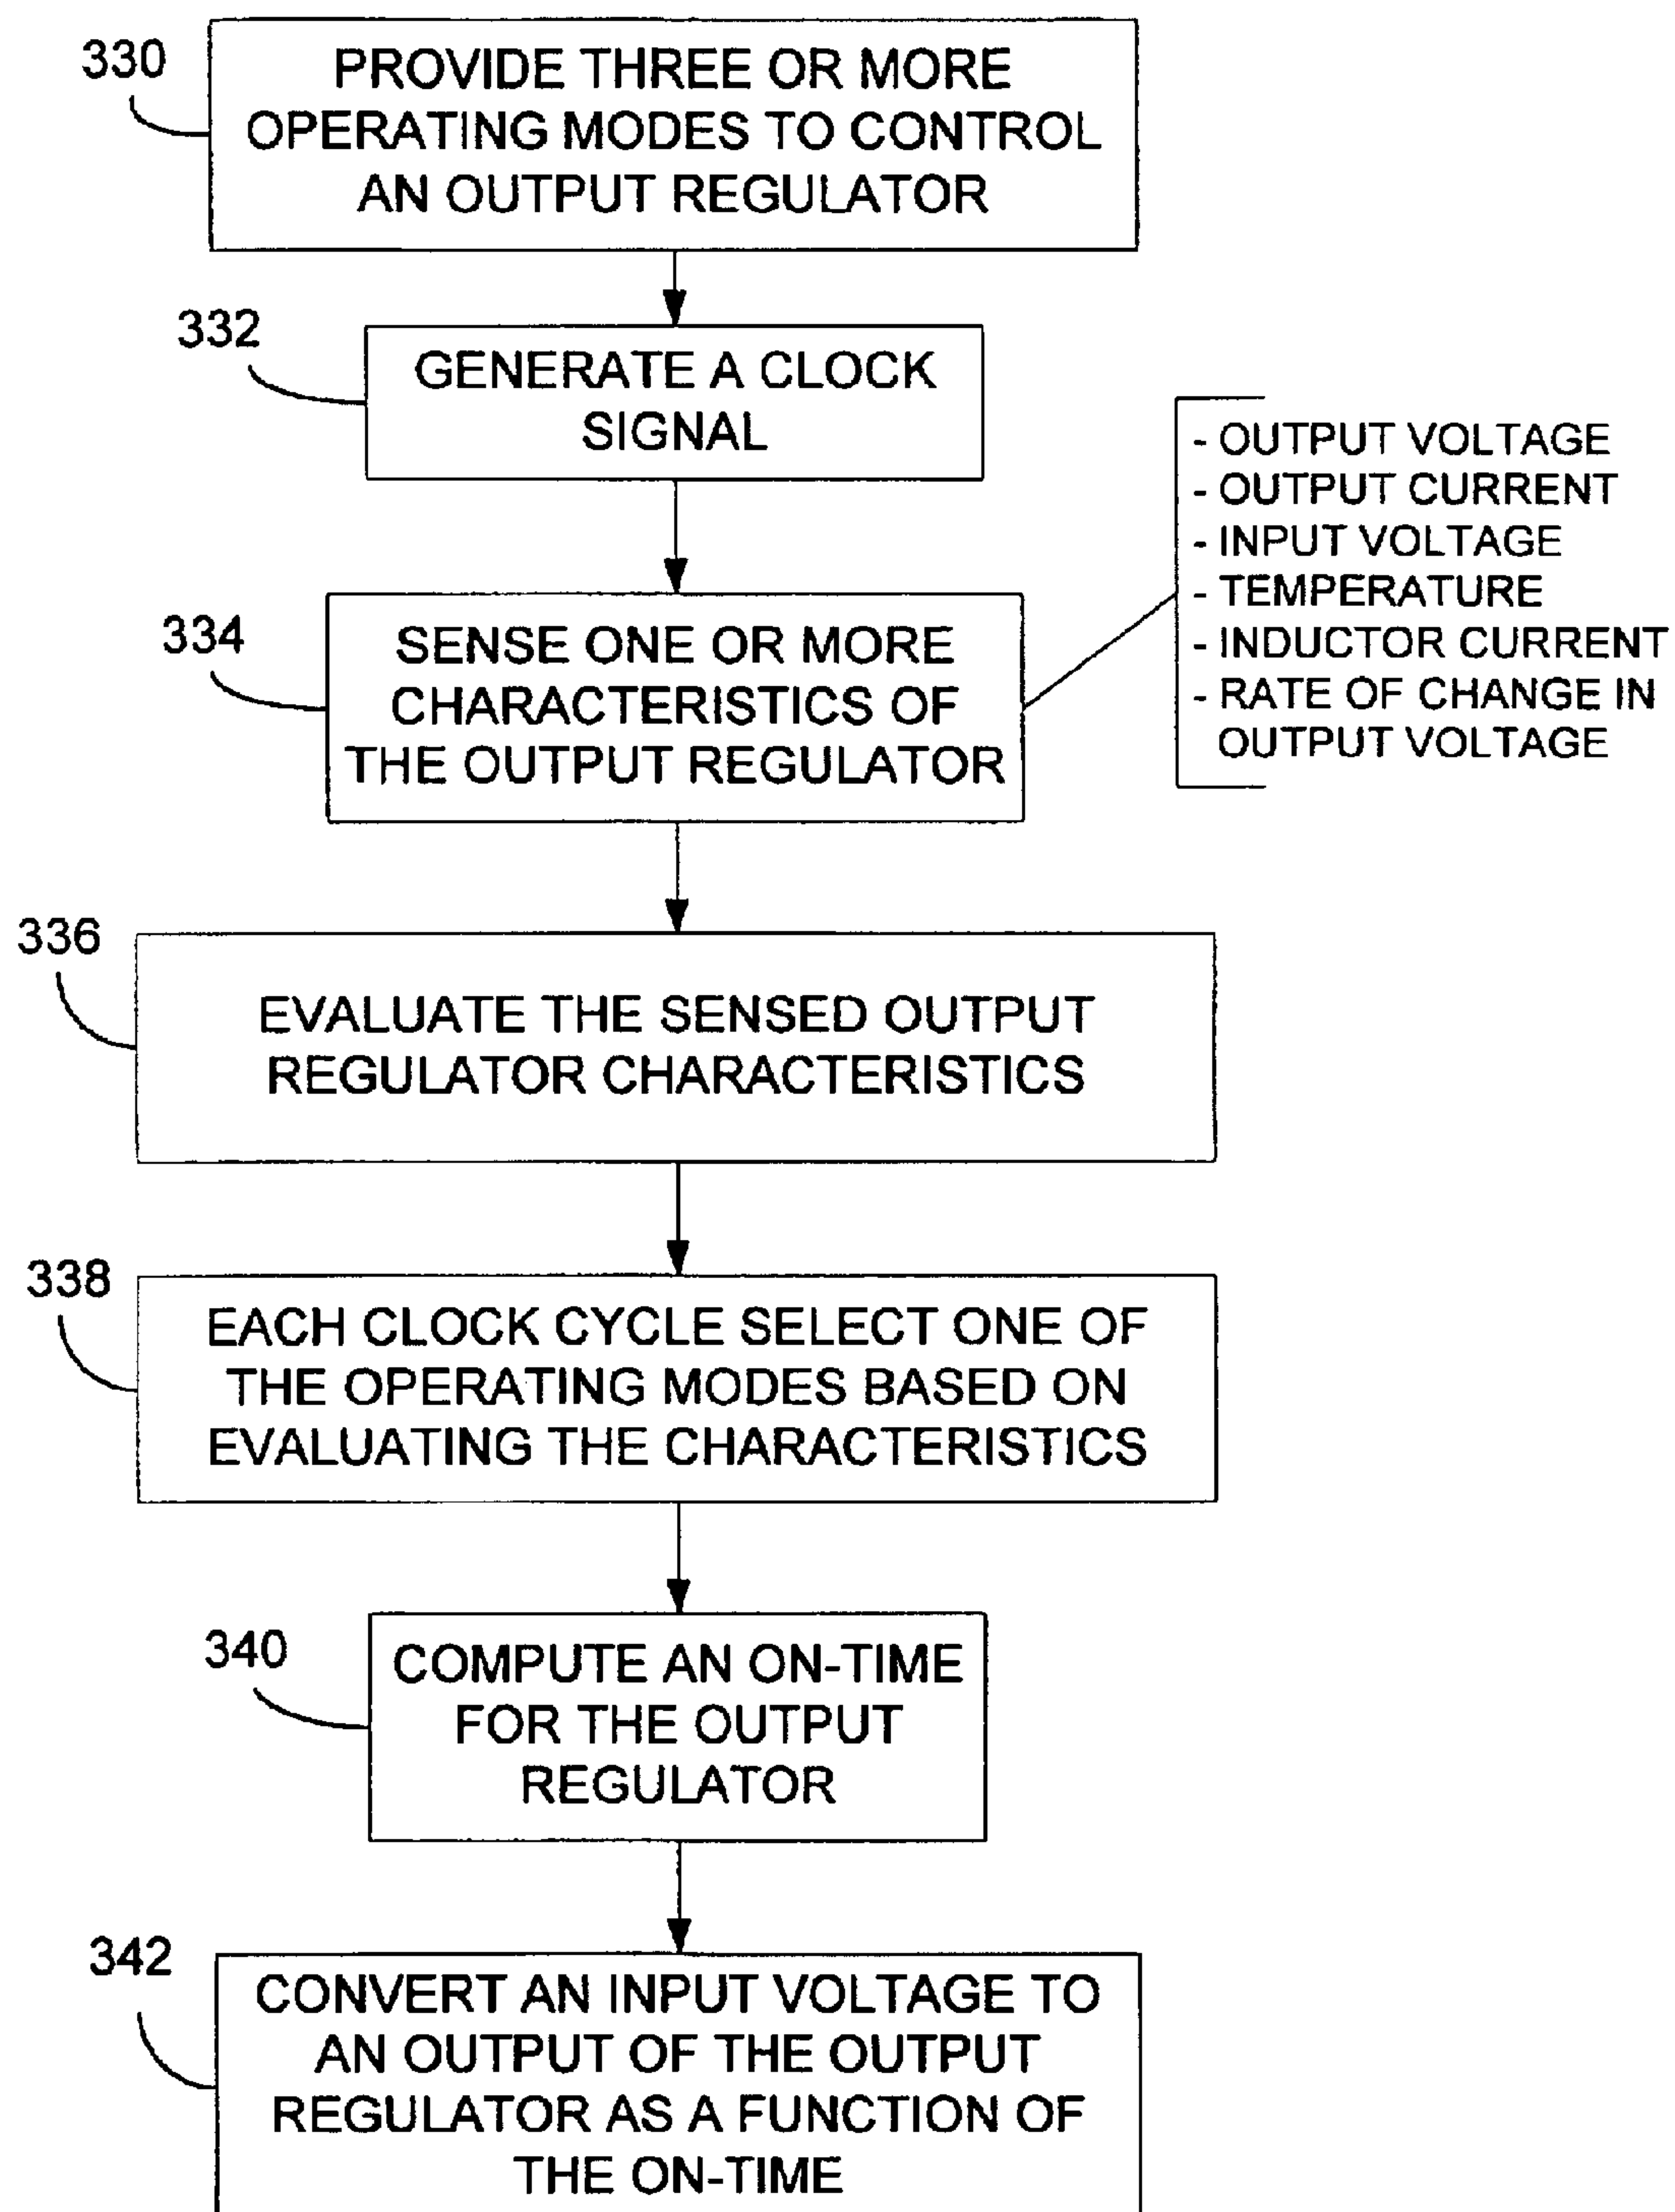 330
PROVIDE THREE OR MORE
OPERATING MODES TO CONTROL
AN OUTPUT REGULATOR
332
GENERATE A CLOCK
SIGNAL
334
SENSE ONE OR MORE
CHARACTERISTICS OF
THE OUTPUT REGULATOR
- OUTPUT VOLTAGE
- OUTPUT CURRENT
- INPUT VOLTAGE
- TEMPERATURE
- INDUCTOR CURRENT
- RATE OF CHANGE IN
OUTPUT VOLTAGE
336
EVALUATE THE SENSED OUTPUT
REGULATOR CHARACTERISTICS
338
EACH CLOCK CYCLE SELECT ONE OF
THE OPERATING MODES BASED ON
EVALUATING THE CHARACTERISTICS
340
COMPUTE AN ON-TIME
FOR THE OUTPUT
REGULATOR
342
CONVERT AN INPUT VOLTAGE TO
AN OUTPUT OF THE OUTPUT
REGULATOR AS A FUNCTION OF
THE ON-TIME